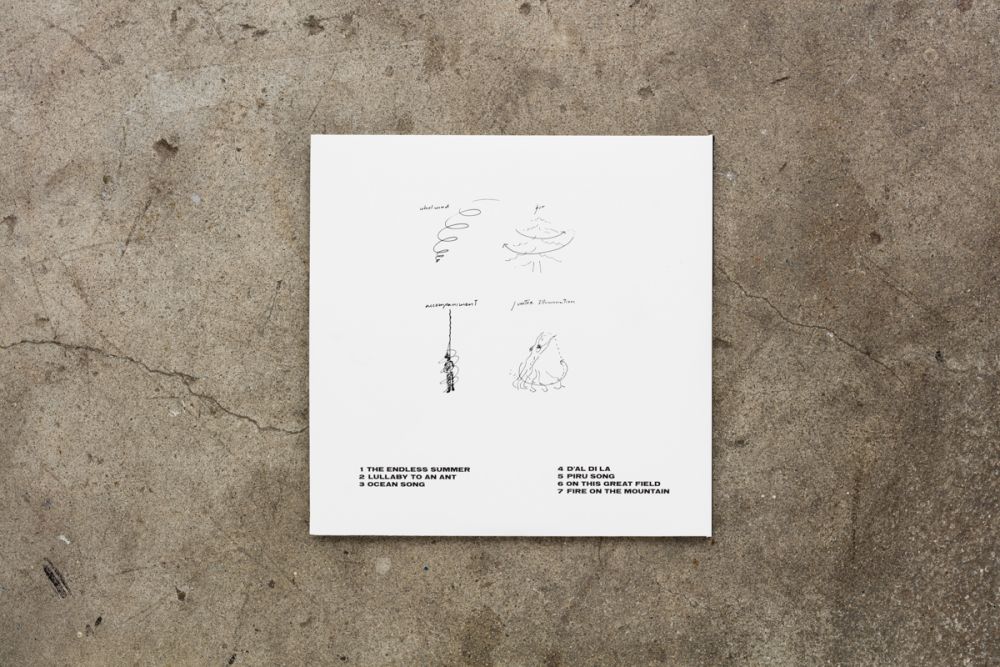 whirlwind
fir
accompaniment
Illumination
1 THE ENDLESS SUMMER
2 LULLABY TO AN ANT
3 OCEAN SONG
4 D'AL DI LA
5 PIRU SONG
6 ON THIS GREAT FIELD
7 FIRE ON THE MOUNTAIN